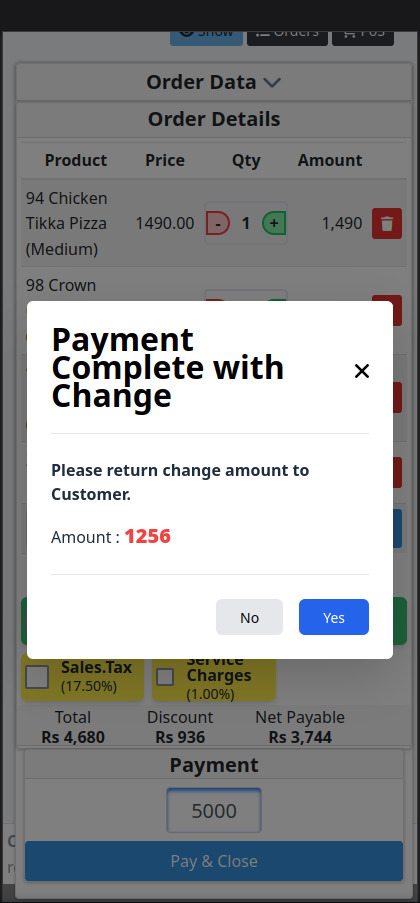 Show Orders POS
Order Data
Order Details
Product Price Qty Amount
94 Chicken
Tikka Pizza
(Medium)
1490.00 - 1 + 1,490
98 Crown
Payment
Complete with
Change
×
Please return change amount to
Customer.
Amount : 1256
No Yes
Sales.Tax
(17.50%)
Service
Charges
(1.00%)
Total Discount Net Payable
Rs 4,680 Rs 936 Rs 3,744
Payment
5000
Pay & Close